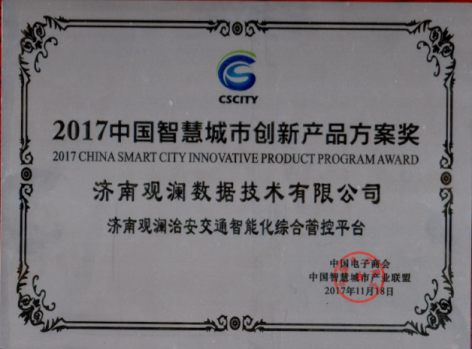 CSCITY
2017中国智慧城市创新产品方案奖
2017 CHINA SMART CITY INNOVATIVE PRODUCT PROGRAM AWARD
济南观澜数据技术有限公司
济南观澜治安交通智能化综合管控平台
中国电子商会
中国智慧城市产业联盟
2017年11月18日